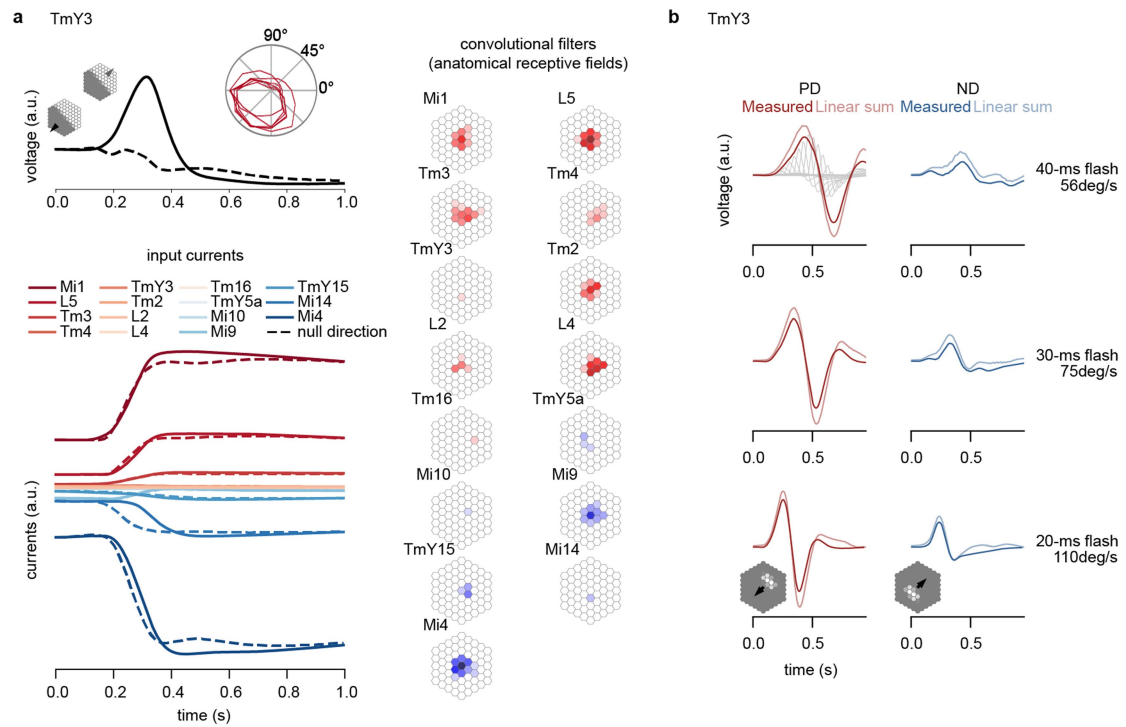 a TmY3
90°
45°
0°
voltage (a.u.)
0.0 0.2 0.4 0.6 0.8 1.0
input currents
Mi1 TmY3 Tm16 TmY15
L5 Tm2 TmY5a Mi14
Tm3 L2 Mi10 Mi4
Tm4 L4 Mi9 null direction
currents (a.u.)
0.0 0.2 0.4 0.6 0.8 1.0
time (s)
convolutional filters
(anatomical receptive fields)
Mi1 L5
Tm3 Tm4
TmY3 Tm2
L2 L4
Tm16 TmY5a
Mi10 Mi9
TmY15 Mi14
Mi4
b TmY3
PD ND
Measured Linear sum Measured Linear sum
voltage (a.u.)
40-ms flash
56deg/s
0.0 0.5 0.0 0.5
30-ms flash
75deg/s
0.0 0.5 0.0 0.5
20-ms flash
110deg/s
0.0 0.5 0.0 0.5
time (s)